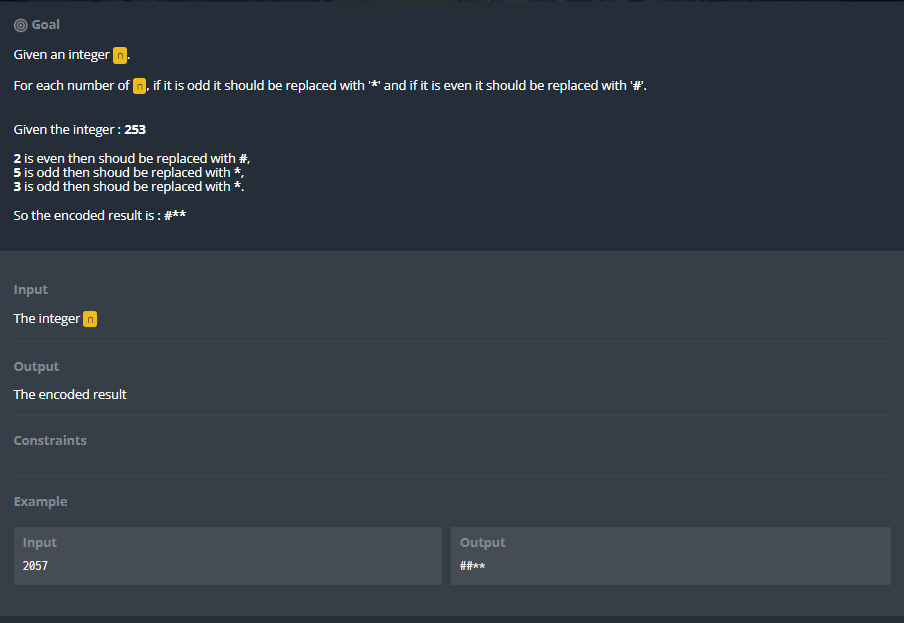 Goal
Given an integer n.
For each number of n, if it is odd it should be replaced with '*' and if it is even it should be replaced with '#'.
Given the integer : 253
2 is even then shoud be replaced with #,
5 is odd then shoud be replaced with *,
3 is odd then shoud be replaced with *.
So the encoded result is : #**
Input
The integer n
Output
The encoded result
Constraints
Example
Input
2057
Output
##**